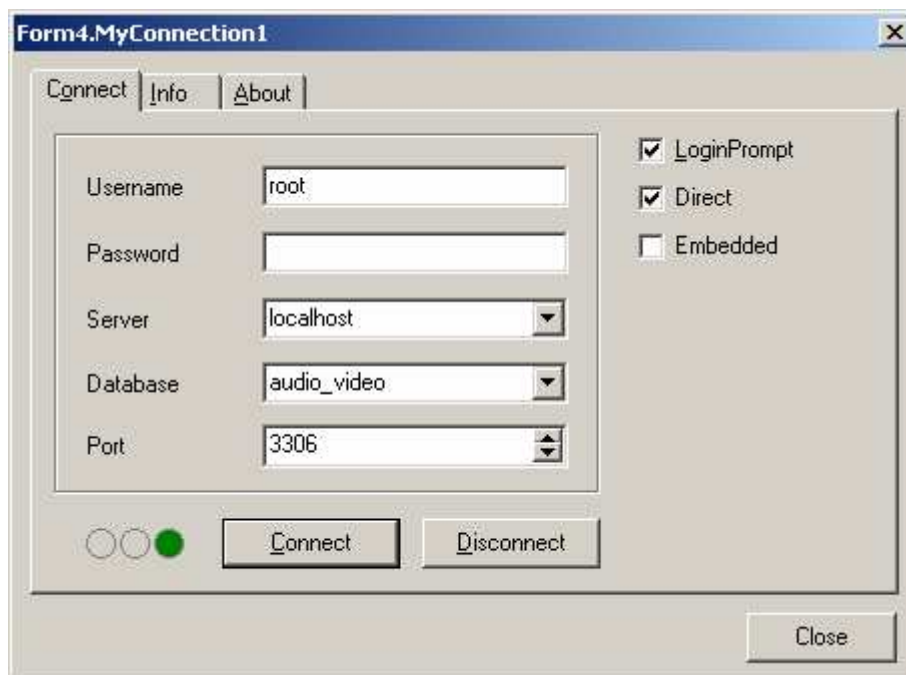 Form4.MyConnection1
Connect Info About
Username root
Password
Server localhost
Database audio_video
Port 3306
LoginPrompt
Direct
Embedded
Connect Disconnect
Close